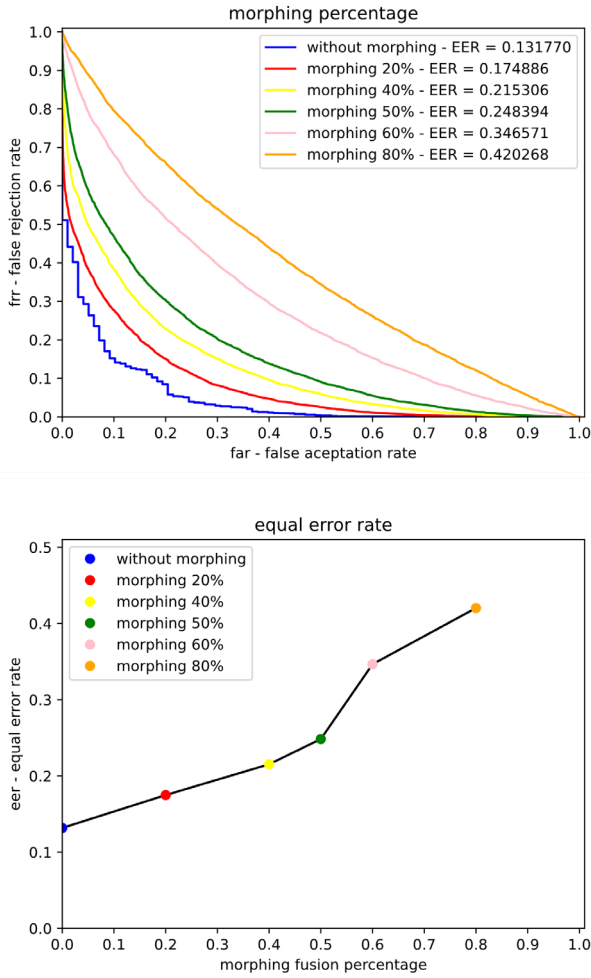 morphing percentage
frr - false rejection rate
1.0
0.9
0.8
0.7
0.6
0.5
0.4
0.3
0.2
0.1
0.0
without morphing - EER = 0.131770
morphing 20% - EER = 0.174886
morphing 40% - EER = 0.215306
morphing 50% - EER = 0.248394
morphing 60% - EER = 0.346571
morphing 80% - EER = 0.420268
0.0 0.1 0.2 0.3 0.4 0.5 0.6 0.7 0.8 0.9 1.0
far - false aceptation rate
equal error rate
eer - equal error rate
0.5
0.4
0.3
0.2
0.1
0.0
without morphing
morphing 20%
morphing 40%
morphing 50%
morphing 60%
morphing 80%
0.0 0.1 0.2 0.3 0.4 0.5 0.6 0.7 0.8 0.9 1.0
morphing fusion percentage